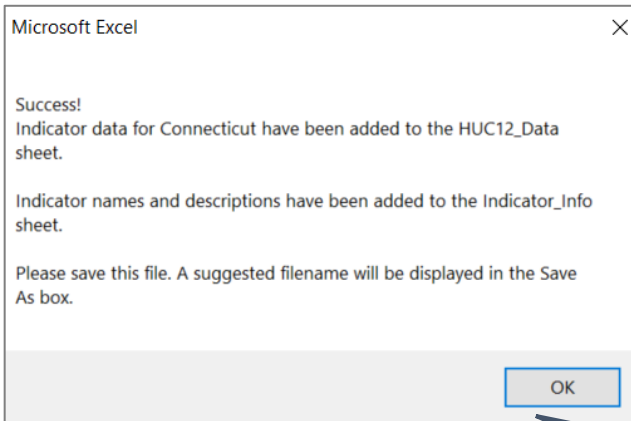 Microsoft Excel
Success!
Indicator data for Connecticut have been added to the HUC12_Data
sheet.
Indicator names and descriptions have been added to the Indicator_Info
sheet.
Please save this file. A suggested filename will be displayed in the Save
As box.
OK